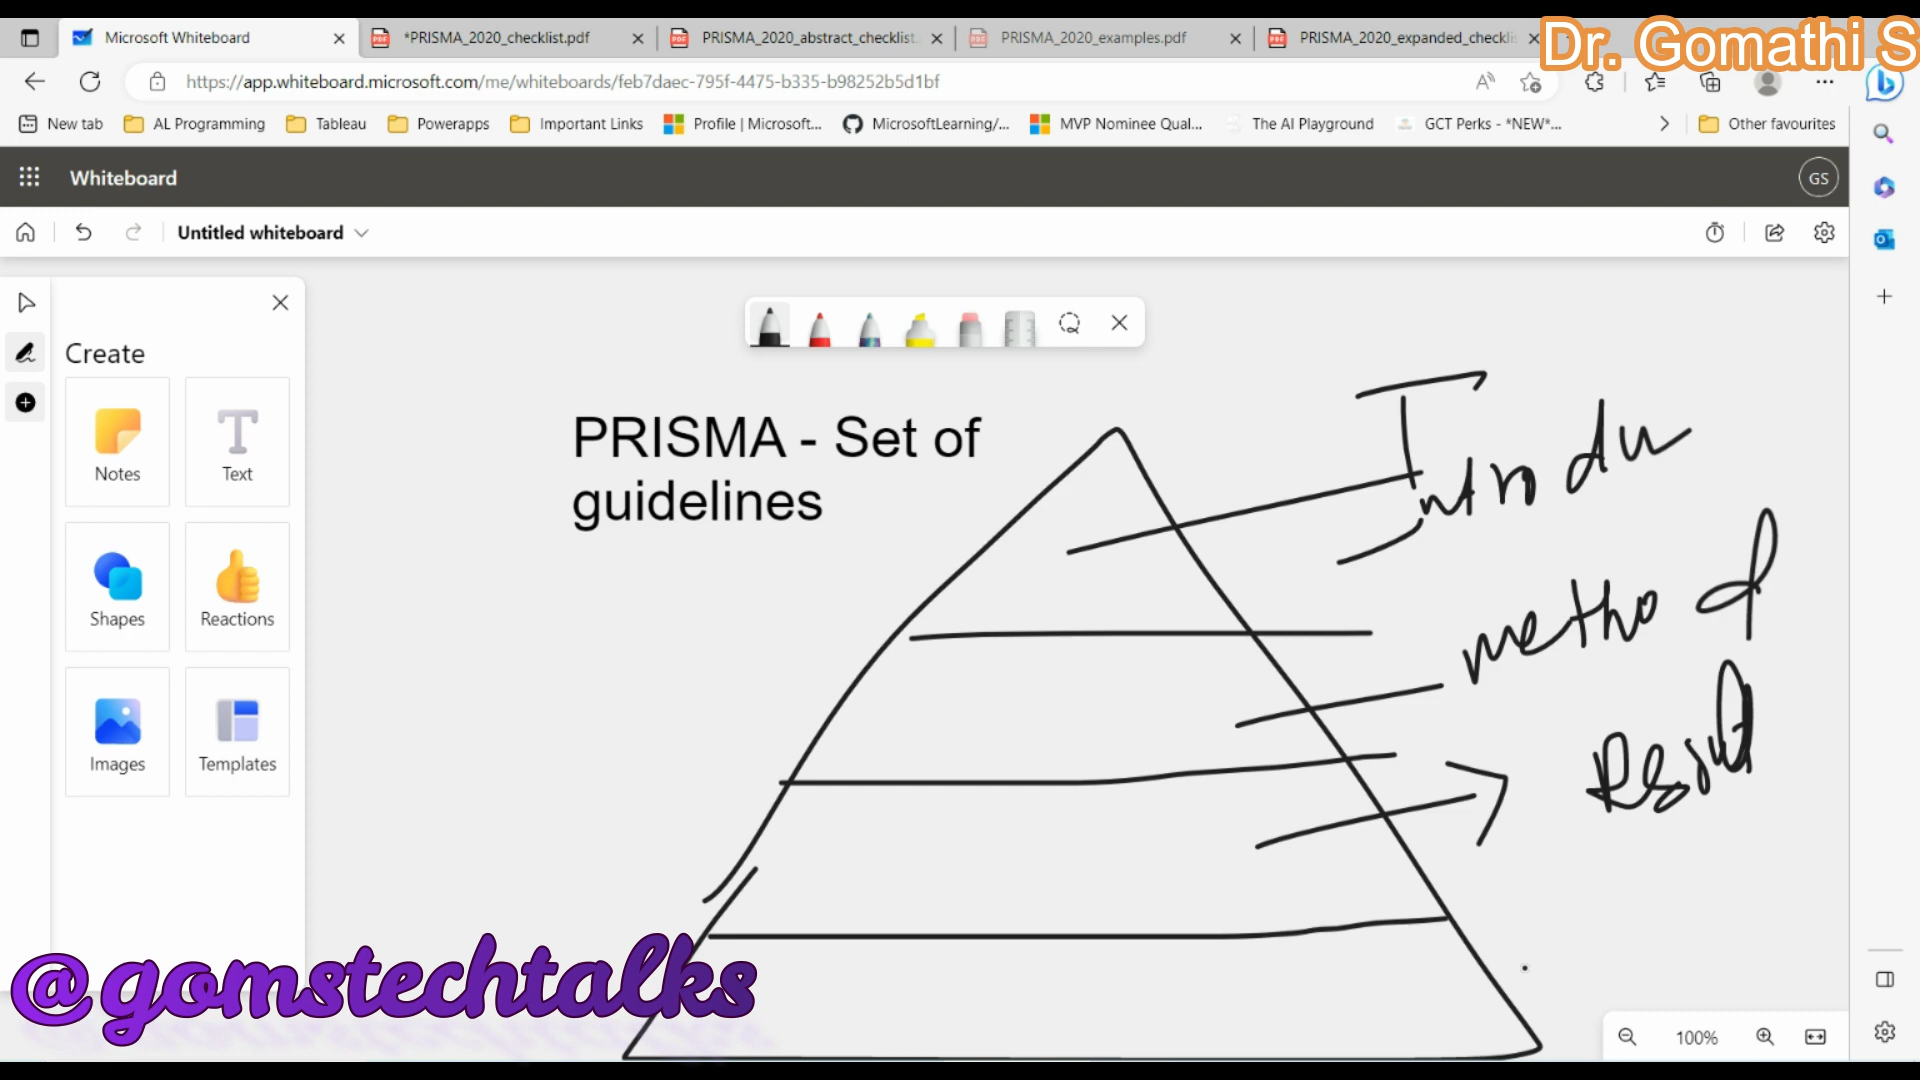 Dr. Gomathi S
Microsoft Whiteboard
*PRISMA_2020_checklist.pdf
PRISMA_2020_abstract_checklist.
PRISMA_2020_examples.pdf
PRISMA_2020_expanded_checkli
https://app.whiteboard.microsoft.com/me/whiteboards/feb7daec-795f-4475-b335-b98252b5d1bf
New tab
AL Programming
Tableau
Powerapps
Important Links
Profile | Microsoft...
MicrosoftLearning/...
MVP Nominee Qual...
The AI Playground
GCT Perks - *NEW*...
Other favourites
Whiteboard
GS
Untitled whiteboard
Create
Notes
Text
Shapes
Reactions
Images
Templates
PRISMA - Set of
guidelines
Introdu
method
Result
@gomstechtalks
100%